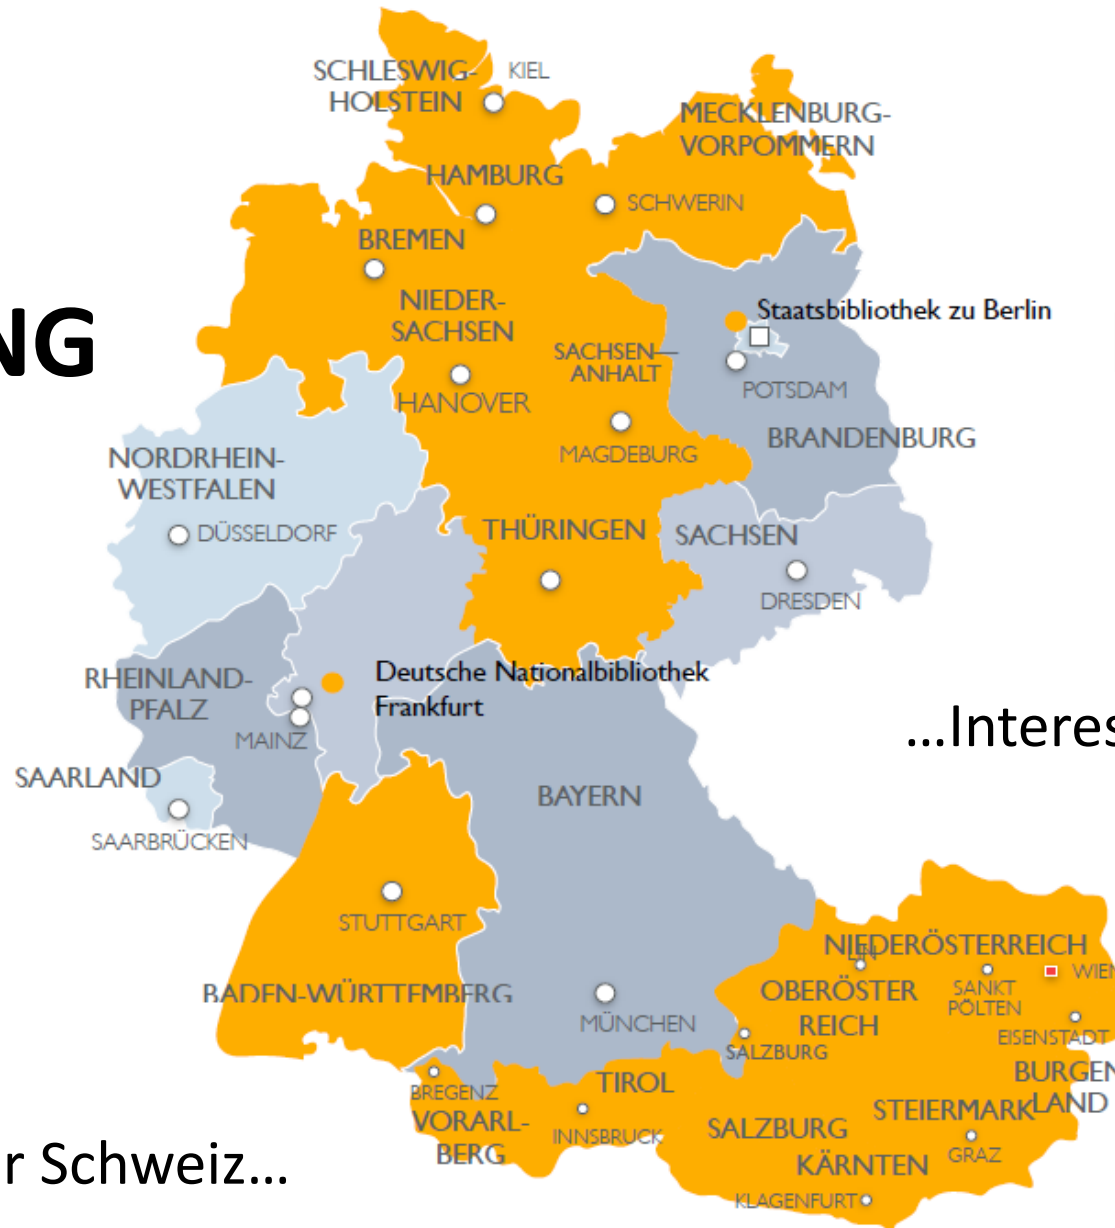 SCHLESWIG-
HOLSTEIN
KIEL
MECKLENBURG-
VORPOMMERN
HAMBURG
SCHWERIN
BREMEN
NIEDER-
SACHSEN
Staatsbibliothek zu Berlin
NG
SACHSEN—
ANHALT
HANOVER
POTSDAM
MAGDEBURG
BRANDENBURG
NORDRHEIN-
WESTFALEN
DÜSSELDORF
THÜRINGEN
SACHSEN
DRESDEN
RHEINLAND-
PFALZ
Deutsche Nationalbibliothek
Frankfurt
MAINZ
…Interes
SAARLAND
SAARBRÜCKEN
BAYERN
STUTTGART
BADEN-WÜRTTEMBERG
MÜNCHEN
NIEDERÖSTERREICH
LIN
WIEN
OBERÖSTER
REICH
SANKT
PÖLTEN
SALZBURG
EISENSTADT
BURGEN
LAND
BREGENZ
TIROL
VORARL-
BERG
INNSBRUCK
SALZBURG
STEIERMARK
KÄRNTEN
GRAZ
KLAGENFURT
r Schweiz…